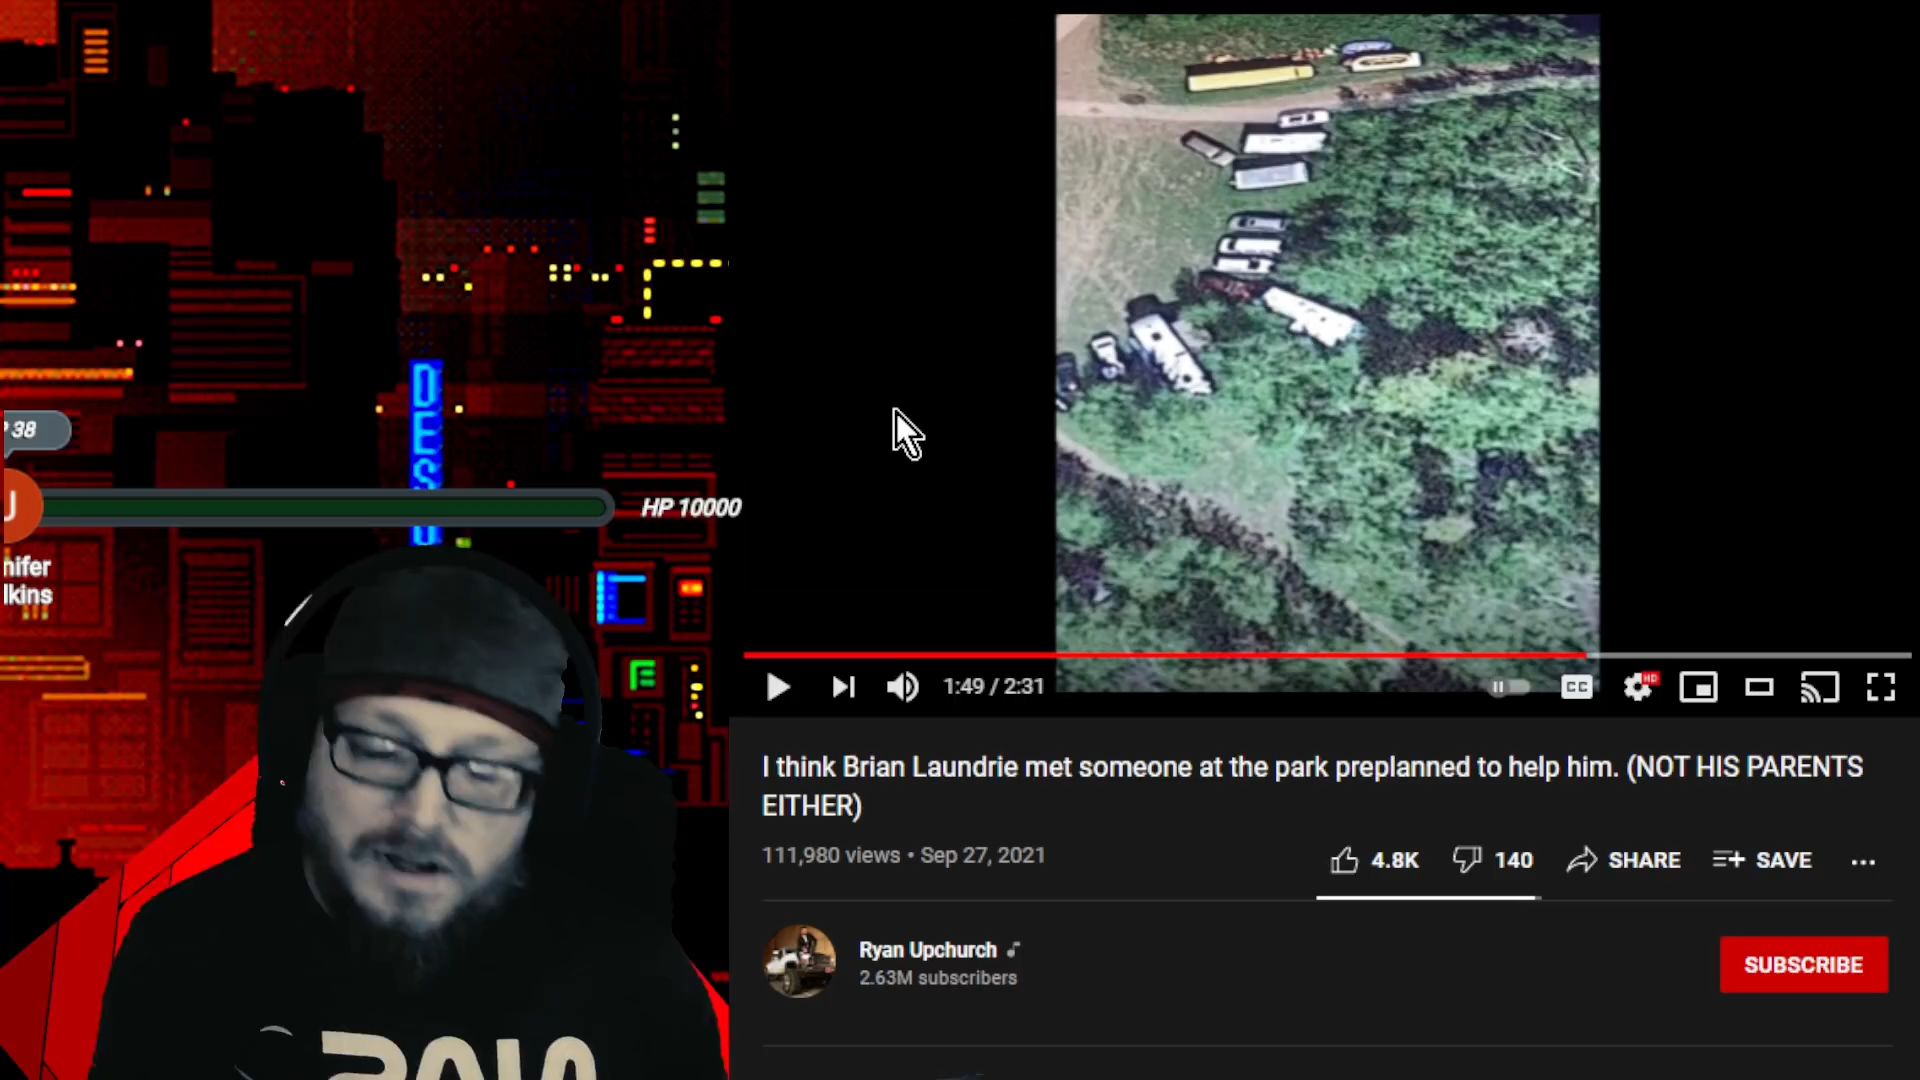 38
HP 10000
nifer
lkins
1:49 / 2:31
CC
HD
I think Brian Laundrie met someone at the park preplanned to help him. (NOT HIS PARENTS
EITHER)
111,980 views • Sep 27, 2021
4.8K
140
SHARE
SAVE
Ryan Upchurch
2.63M subscribers
SUBSCRIBE